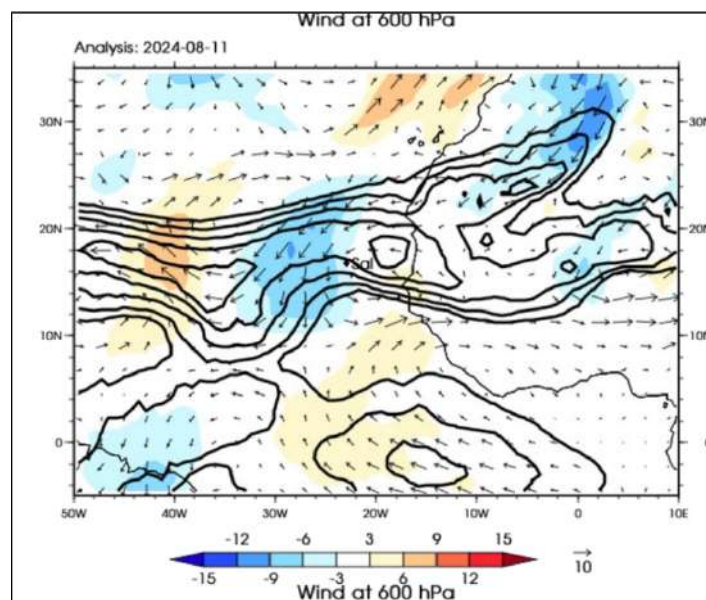 Wind at 600 hPa
Analysis: 2024-08-11
30N
30N
20N
20N
Sal
10N
10N
0
0
50W 40W 30W 20W 10W 0 10E
-12 -6 3 9 15
-15 -9 -3 6 12
10
Wind at 600 hPa